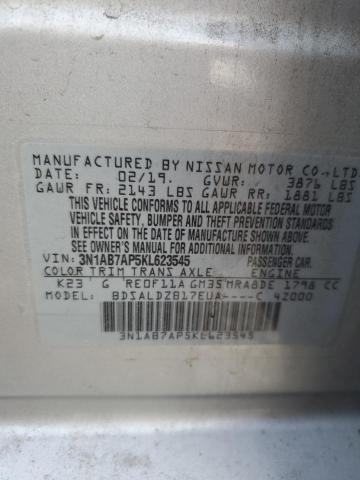 MANUFACTURED BY NISSAN MOTOR CO., LTD.
DATE: 02/19. GVWR: 3876 LBS
GAWR FR: 2143 LBS GAWR RR: 1881 LBS
THIS VEHICLE CONFORMS TO ALL APPLICABLE FEDERAL MOTOR
VEHICLE SAFETY, BUMPER AND THEFT PREVENTION STANDARDS
IN EFFECT ON THE DATE OF MANUFACTURE SHOWN ABOVE.
SEE OWNER'S MANUAL FOR ADDITIONAL INFORMATION
VIN: 3N1AB7AP5KL623545 PASSENGER CAR.
COLOR TRIM TRANS AXLE ENGINE
K23 G RE0F11A GM35 MRA8DE 1798 CC
MODEL: BDSALDZB17EUA----C 42000
3N1AB7AP5KL623545